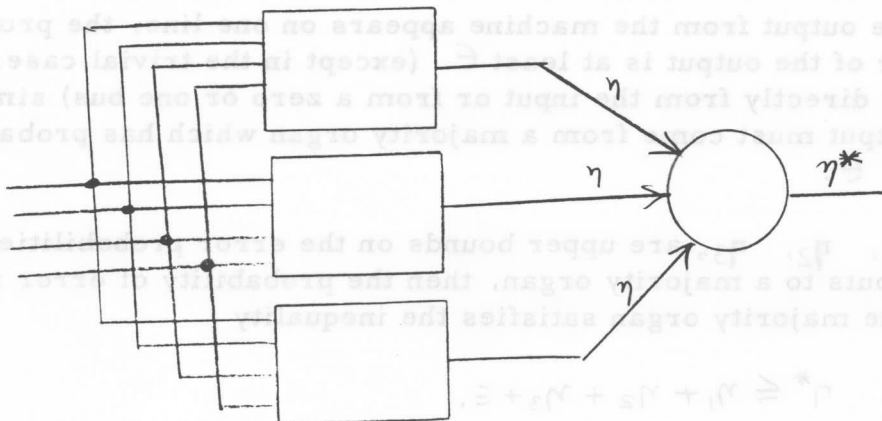 e output from the machine appears on one line, the pro
y of the output is at least ϵ (except in the trivial case
directly from the input or from a zero or one bus) sin
put must come from a majority organ which has proba
ϵ
η
η
η*
η
η2, η3, are upper bounds on the error probabilities
uts to a majority organ, then the probability of error
e majority organ satisfies the inequality
η* ≤ η1 + η2 + η3 + ϵ.